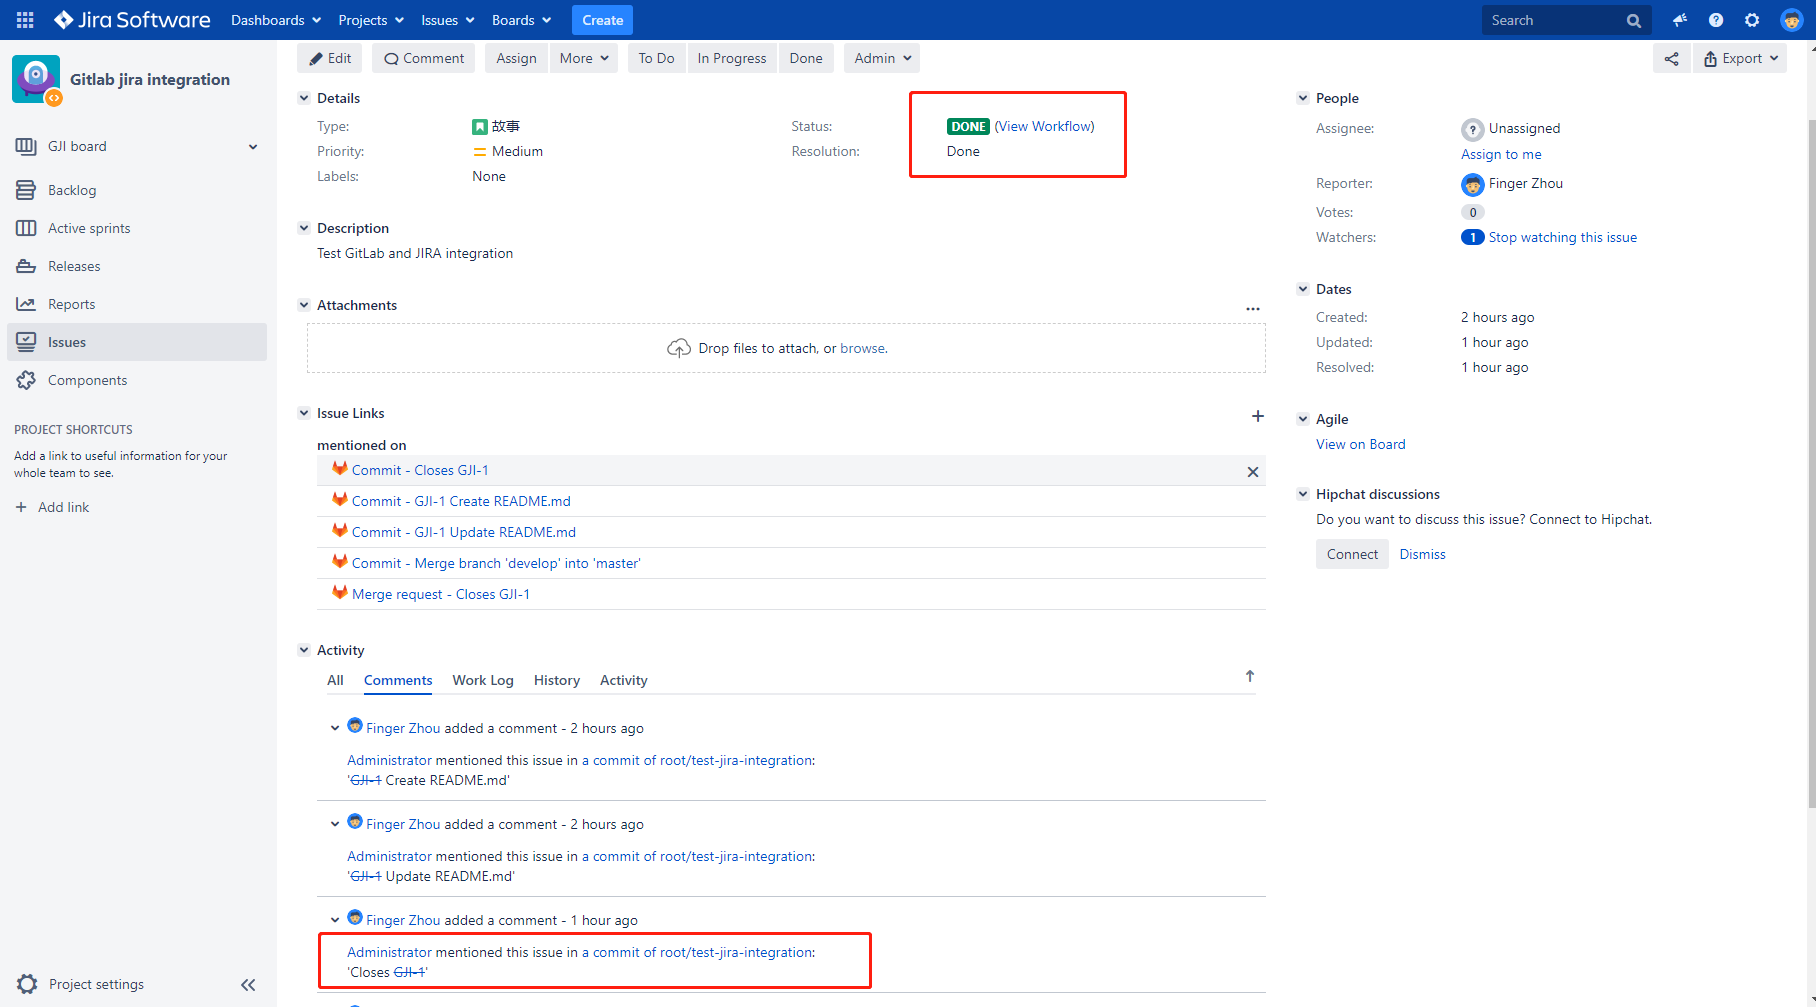 Jira Software Dashboards Projects Issues Boards Create Search
Gitlab jira integration
GJI board
Backlog
Active sprints
Releases
Reports
Issues
Components
PROJECT SHORTCUTS
Add a link to useful information for your
whole team to see.
Add link
Project settings
Edit Comment Assign More To Do In Progress Done Admin Export
Details
Type: 故事
Priority: Medium
Labels: None
Status: DONE (View Workflow)
Resolution: Done
Description
Test GitLab and JIRA integration
Attachments
Drop files to attach, or browse.
Issue Links
mentioned on
Commit - Closes GJI-1
Commit - GJI-1 Create README.md
Commit - GJI-1 Update README.md
Commit - Merge branch 'develop' into 'master'
Merge request - Closes GJI-1
Activity
All Comments Work Log History Activity
Finger Zhou added a comment - 2 hours ago
Administrator mentioned this issue in a commit of root/test-jira-integration:
'GJI-1 Create README.md'
Finger Zhou added a comment - 2 hours ago
Administrator mentioned this issue in a commit of root/test-jira-integration:
'GJI-1 Update README.md'
Finger Zhou added a comment - 1 hour ago
Administrator mentioned this issue in a commit of root/test-jira-integration:
'Closes GJI-1'
People
Assignee: Unassigned
Assign to me
Reporter: Finger Zhou
Votes: 0
Watchers: 1 Stop watching this issue
Dates
Created: 2 hours ago
Updated: 1 hour ago
Resolved: 1 hour ago
Agile
View on Board
Hipchat discussions
Do you want to discuss this issue? Connect to Hipchat.
Connect Dismiss